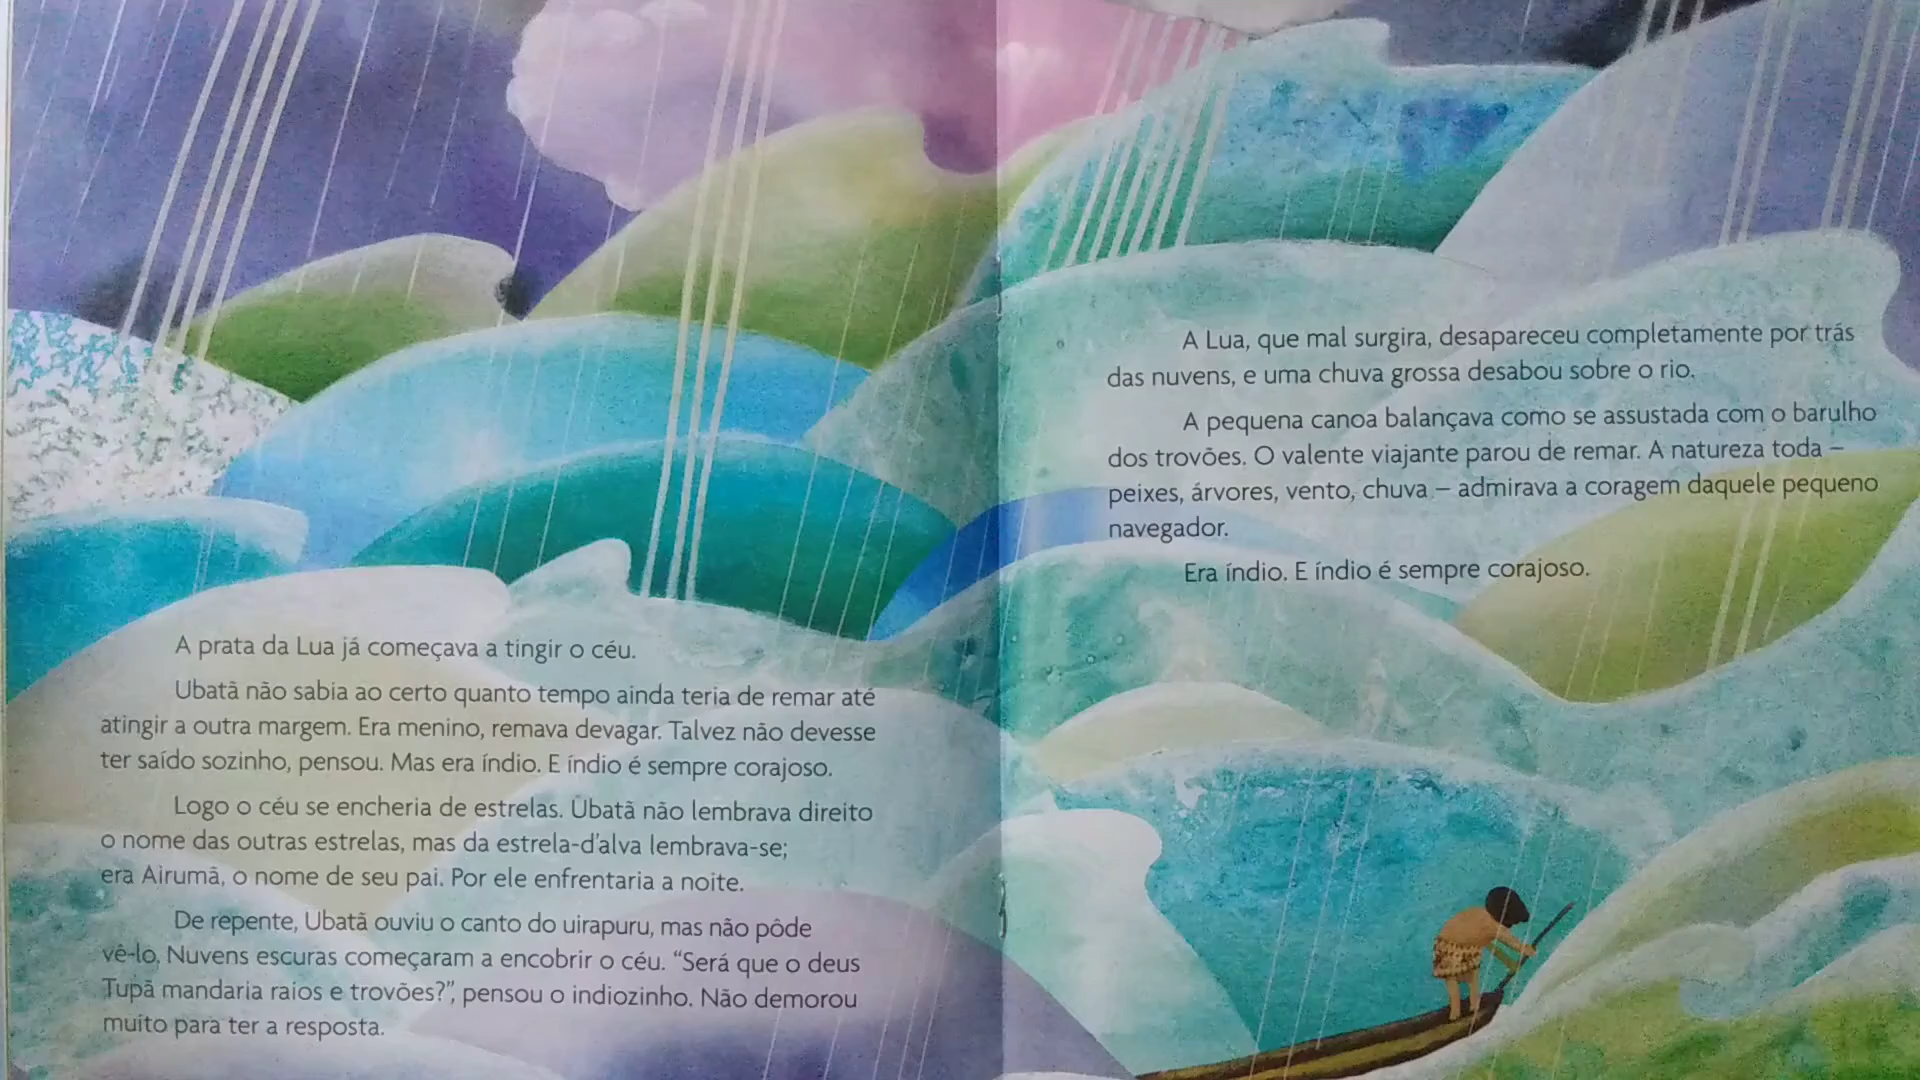 A prata da Lua já começava a tingir o céu.
Ubatã não sabia ao certo quanto tempo ainda teria de remar até
atingir a outra margem. Era menino, remava devagar. Talvez não devesse
ter saído sozinho, pensou. Mas era índio. E índio é sempre corajoso.
Logo o céu se encheria de estrelas. Ubatã não lembrava direito
o nome das outras estrelas, mas da estrela-d'alva lembrava-se;
era Airumã, o nome de seu pai. Por ele enfrentaria a noite.
De repente, Ubatã ouviu o canto do uirapuru, mas não pôde
vê-lo. Nuvens escuras começaram a encobrir o céu. “Será que o deus
Tupã mandaria raios e trovões?”, pensou o indiozinho. Não demorou
muito para ter a resposta.
A Lua, que mal surgira, desapareceu completamente por trás
das nuvens, e uma chuva grossa desabou sobre o rio.
A pequena canoa balançava como se assustada com o barulho
dos trovões. O valente viajante parou de remar. A natureza toda –
peixes, árvores, vento, chuva – admirava a coragem daquele pequeno
navegador.
Era índio. E índio é sempre corajoso.